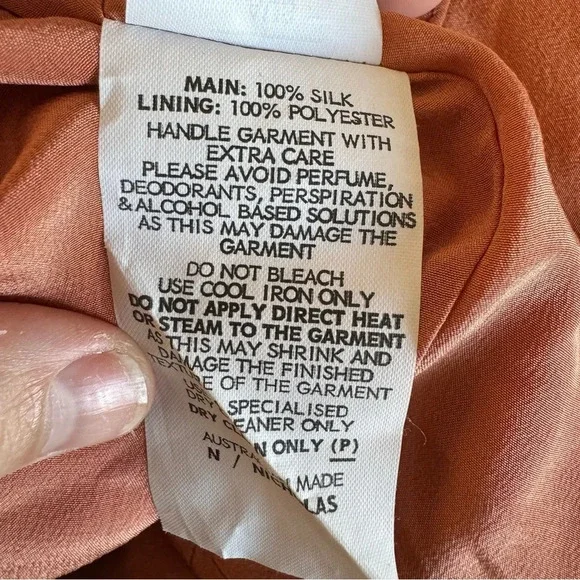 MAIN: 100% SILK
LINING: 100% POLYESTER
HANDLE GARMENT WITH
EXTRA CARE
PLEASE AVOID PERFUME,
DEODORANTS, PERSPIRATION
& ALCOHOL BASED SOLUTIONS
AS THIS MAY DAMAGE THE
GARMENT
DO NOT BLEACH
USE COOL IRON ONLY
DO NOT APPLY DIRECT HEAT
OR STEAM TO THE GARMENT
AS THIS MAY SHRINK AND
DAMAGE THE FINISHED
OF THE GARMENT
SPECIALISED
ONLY
ONLY (P)
MADE